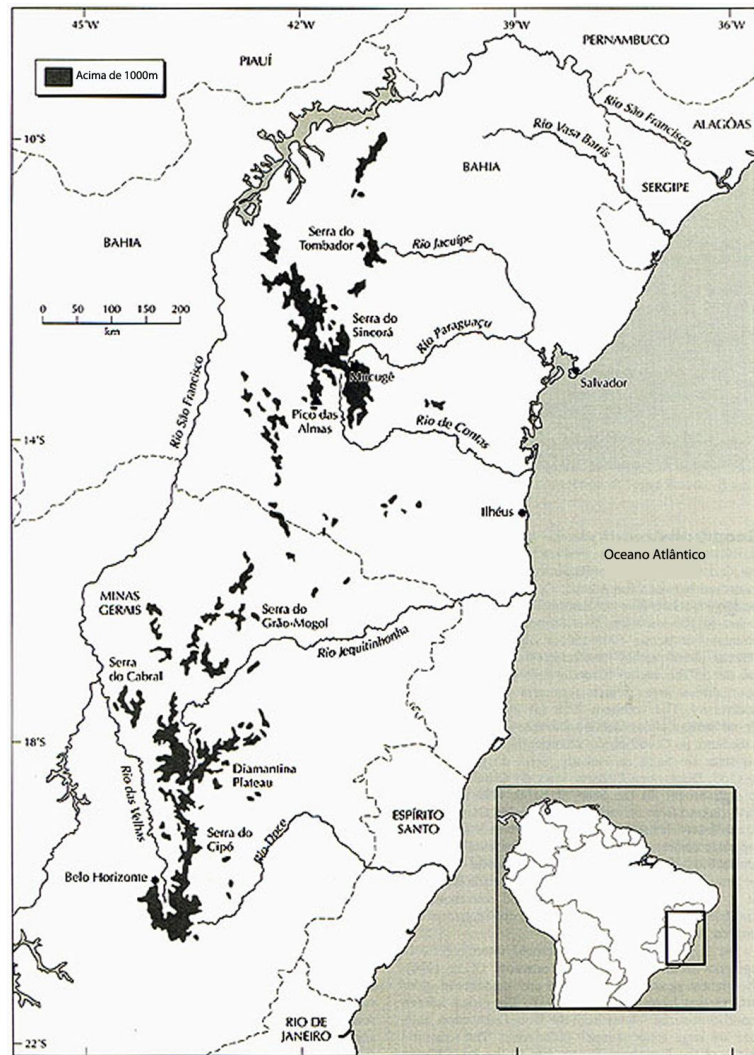 45°W
42°W
39°W
36°W
PERNAMBUCO
PIAUÍ
Acima de 1000m
Rio São Francisco
10°S
Rio Vasa Barris
ALAGÔAS
BAHIA
SERGIPE
BAHIA
Serra do
Tombador
Rio Jacuípe
0 50 100 150 200
km
Serra do
Sincorá
Rio Paraguaçu
Mucugê
Salvador
Rio São Francisco
Pico das
Almas
Rio de Contas
14°S
Ilhéus
Oceano Atlântico
MINAS
GERAIS
Serra do
Grão-Mogol
Rio Jequitinhonha
Serra
do Cabral
18°S
Diamantina
Plateau
Rio das Velhas
ESPÍRITO
SANTO
Serra do
Cipó
Rio Doce
Belo Horizonte
RIO DE
JANEIRO
22°S